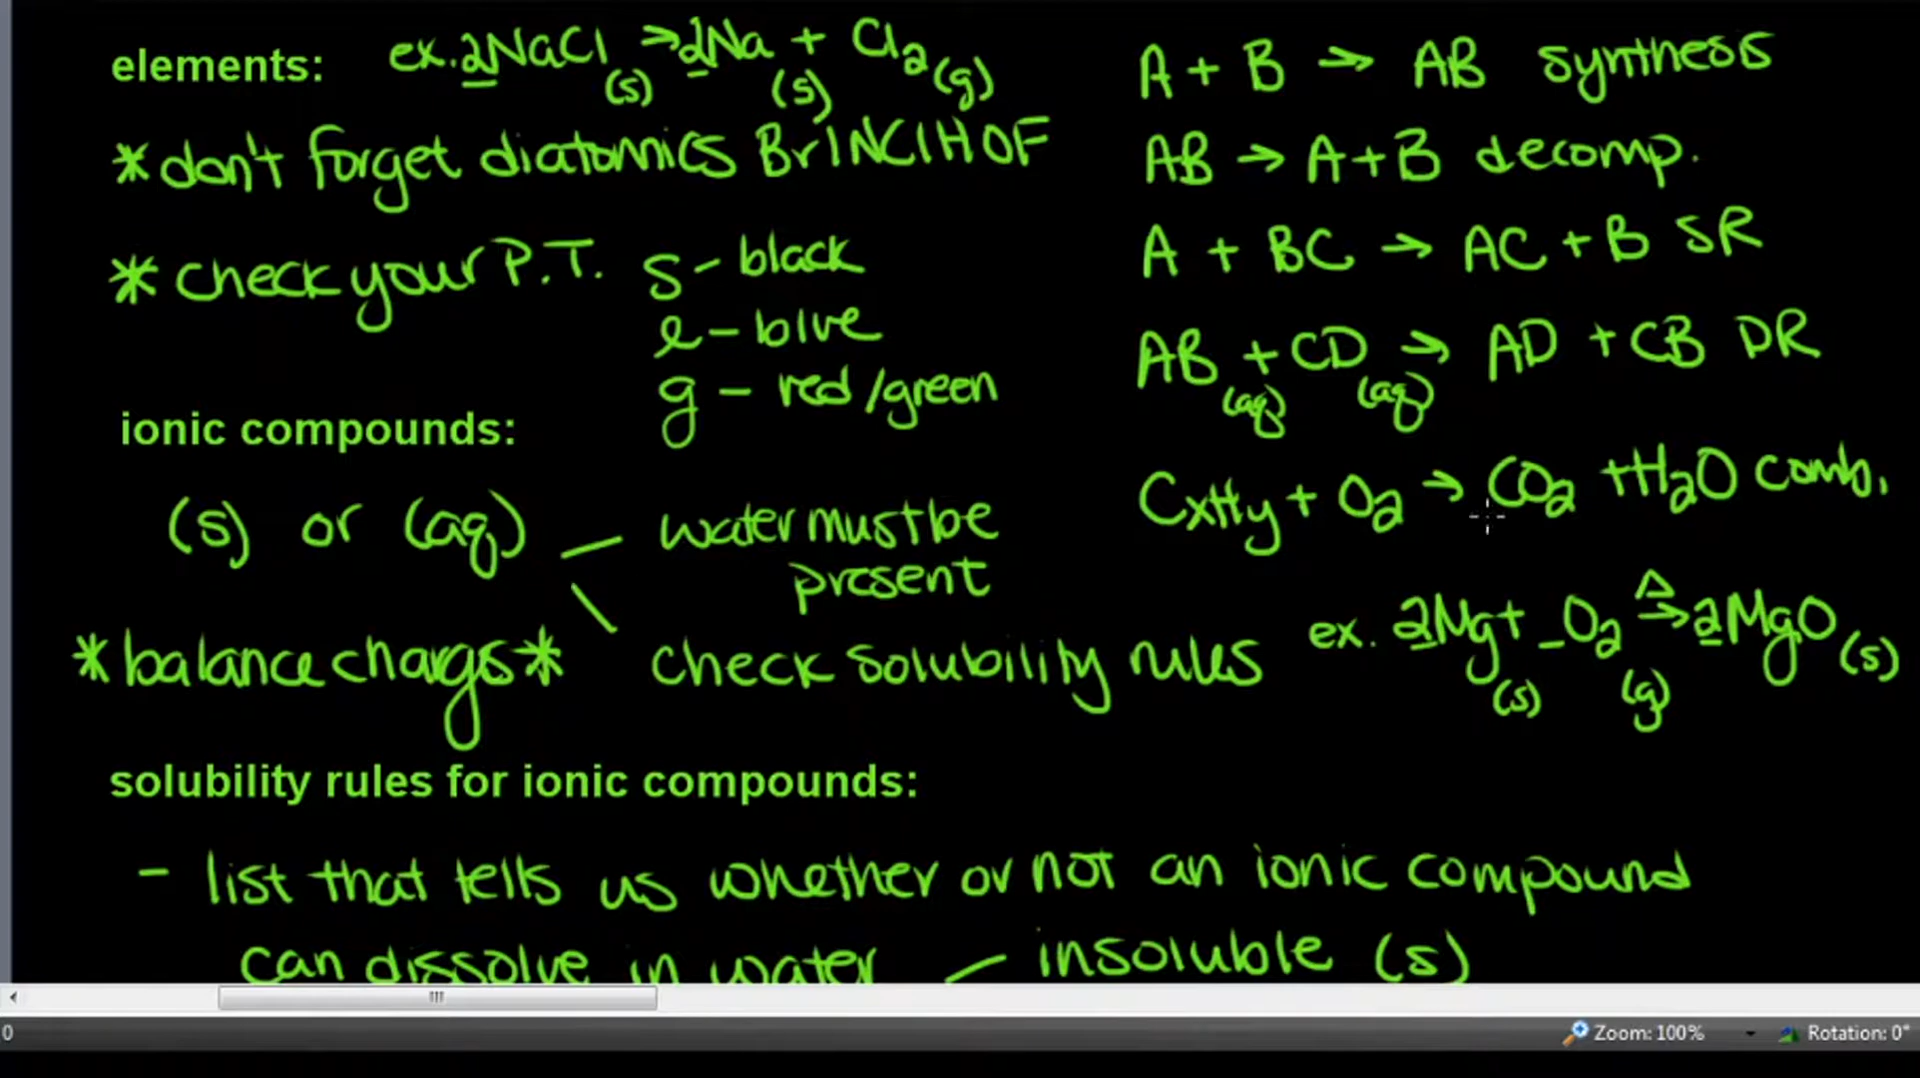 elements: ex. 2NaCl(s) → 2Na(s) + Cl2(g)
*don't forget diatomics BrINClHOF
*check your P.T. s - black
l - blue
g - red/green
ionic compounds:
(s) or (aq) - water must be
present
*balance chargs* \ check solubility rules
A + B → AB synthesis
AB → A + B decomp.
A + BC → AC + B SR
AB(aq) + CD(aq) → AD + CB DR
CxHy + O2 → CO2 + H2O comb.
ex. 2Mg(s) + _O2(g) →Δ 2MgO(s)
solubility rules for ionic compounds:
- list that tells us whether or not an ionic compound
can dissolve in water - insoluble (s)
0 Zoom: 100% Rotation: 0°